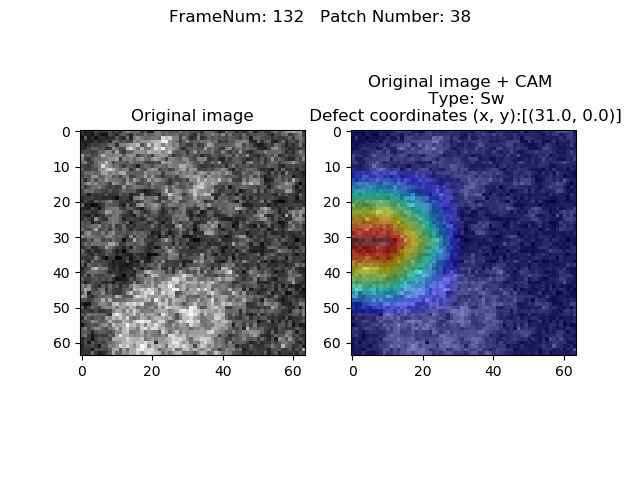 FrameNum: 132   Patch Number: 38
Original image
Original image + CAM
Type: Sw
Defect coordinates (x, y):[(31.0, 0.0)]
0
10
20
30
40
50
60
0 20 40 60
0
10
20
30
40
50
60
0 20 40 60